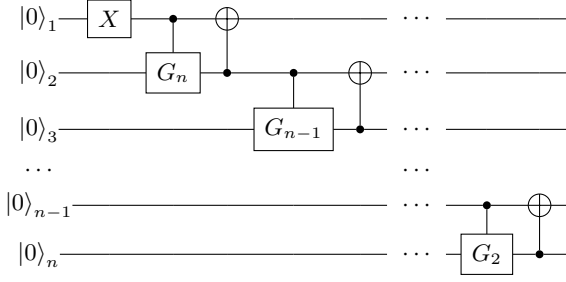 |0⟩₁ X ···
|0⟩₂ Gₙ ···
|0⟩₃ Gₙ₋₁ ···
··· ···
|0⟩ₙ₋₁ ···
|0⟩ₙ ··· G₂